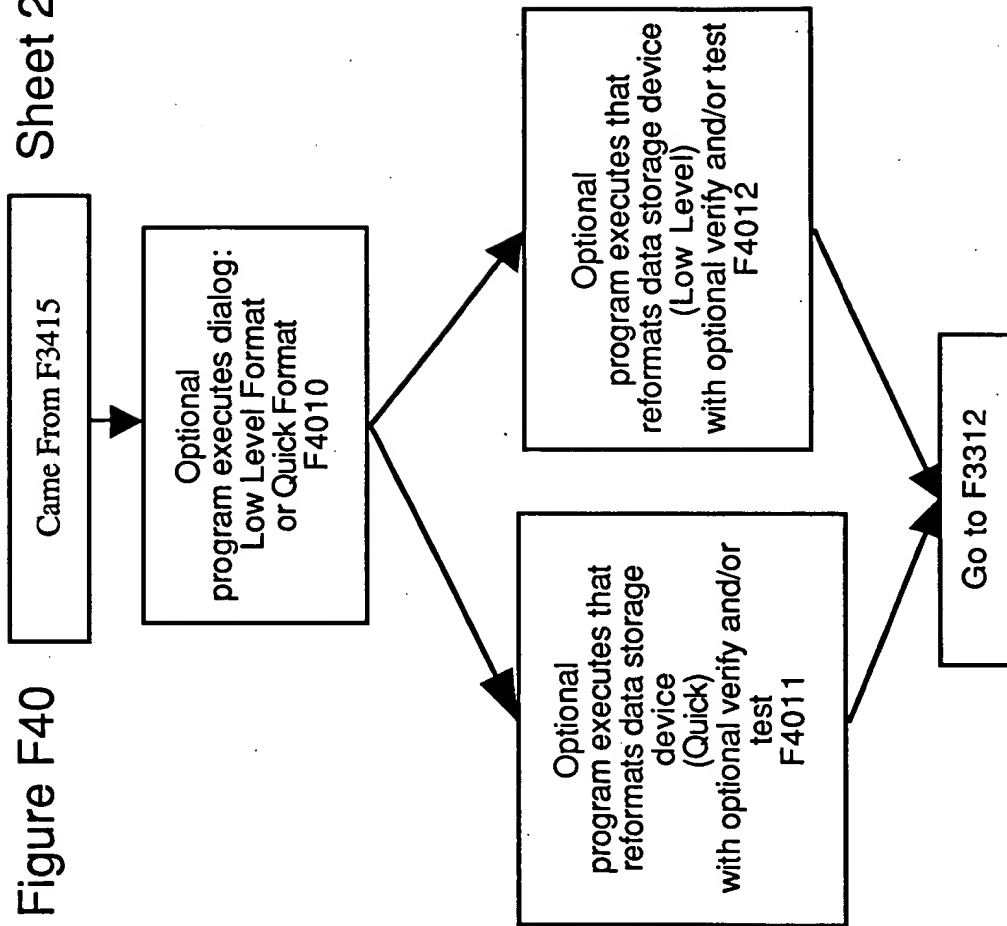 Figure F40
Sheet 2
Came From F3415
Optional
program executes dialog:
Low Level Format
or Quick Format
F4010
Optional
program executes that
reformats data storage
device
(Quick)
with optional verify and/or
test
F4011
Optional
program executes that
reformats data storage device
(Low Level)
with optional verify and/or test
F4012
Go to F3312